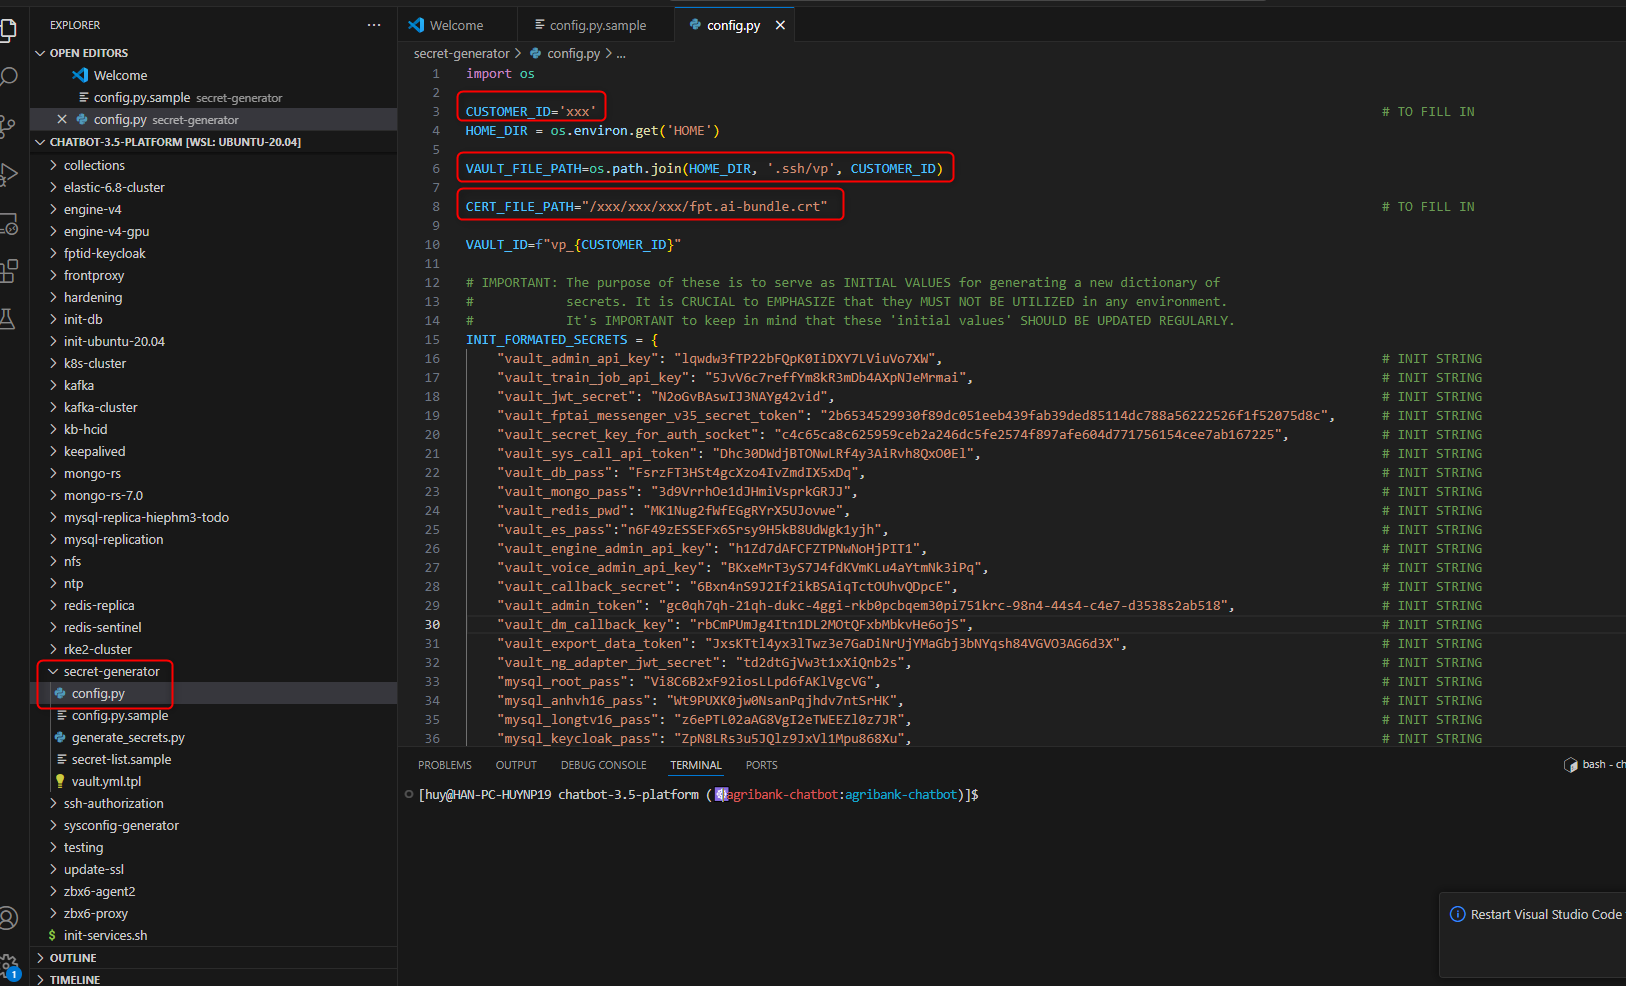 EXPLORER
···
OPEN EDITORS
Welcome
config.py.sample secret-generator
config.py secret-generator
CHATBOT-3.5-PLATFORM [WSL: UBUNTU-20.04]
collections
elastic-6.8-cluster
engine-v4
engine-v4-gpu
fptid-keycloak
frontproxy
hardening
init-db
init-ubuntu-20.04
k8s-cluster
kafka
kafka-cluster
kb-hcid
keepalived
mongo-rs
mongo-rs-7.0
mysql-replica-hiephm3-todo
mysql-replication
nfs
ntp
redis-replica
redis-sentinel
rke2-cluster
secret-generator
config.py
config.py.sample
generate_secrets.py
secret-list.sample
vault.yml.tpl
ssh-authorization
sysconfig-generator
testing
update-ssl
zbx6-agent2
zbx6-proxy
init-services.sh
OUTLINE
TIMELINE
1
Welcome
config.py.sample
config.py
secret-generator > config.py > ...
1 import os
2
3 CUSTOMER_ID='xxx' # TO FILL IN
4 HOME_DIR = os.environ.get('HOME')
5
6 VAULT_FILE_PATH=os.path.join(HOME_DIR, '.ssh/vp', CUSTOMER_ID)
7
8 CERT_FILE_PATH="/xxx/xxx/xxx/fpt.ai-bundle.crt" # TO FILL IN
9
10 VAULT_ID=f"vp_{CUSTOMER_ID}"
11
12 # IMPORTANT: The purpose of these is to serve as INITIAL VALUES for generating a new dictionary of
13 # secrets. It is CRUCIAL to EMPHASIZE that they MUST NOT BE UTILIZED in any environment.
14 # It's IMPORTANT to keep in mind that these 'initial values' SHOULD BE UPDATED REGULARLY.
15 INIT_FORMATED_SECRETS = {
16 "vault_admin_api_key": "lqwdw3fTP22bFQpK0IiDXY7LViuVo7XW", # INIT STRING
17 "vault_train_job_api_key": "5JvV6c7reffYm8kR3mDb4AXpNJeMrmai", # INIT STRING
18 "vault_jwt_secret": "N2oGvBAswIJ3NAYg42vid", # INIT STRING
19 "vault_fptai_messenger_v35_secret_token": "2b6534529930f89dc051eeb439fab39ded85114dc788a56222526f1f52075d8c", # INIT STRING
20 "vault_secret_key_for_auth_socket": "c4c65ca8c625959ceb2a246dc5fe2574f897afe604d771756154cee7ab167225", # INIT STRING
21 "vault_sys_call_api_token": "Dhc30DWdjBTONwLRf4y3AiRvh8QxO0El", # INIT STRING
22 "vault_db_pass": "FsrzFT3HSt4gcXzo4IvZmdIX5xDq", # INIT STRING
23 "vault_mongo_pass": "3d9VrrhOe1dJHmiVsprkGRJJ", # INIT STRING
24 "vault_redis_pwd": "MK1Nug2fWfEGgRYrX5UJovwe", # INIT STRING
25 "vault_es_pass":"n6F49zESSEFx6Srsy9H5kB8UdWgk1yjh", # INIT STRING
26 "vault_engine_admin_api_key": "h1Zd7dAFCFZTPNwNoHjPIT1", # INIT STRING
27 "vault_voice_admin_api_key": "BKxeMrT3yS7J4fdKVmKLu4aYtmNk3iPq", # INIT STRING
28 "vault_callback_secret": "6Bxn4nS9J2If2ikBSAiqTctOUhvQDpcE", # INIT STRING
29 "vault_admin_token": "gc0qh7qh-21qh-dukc-4ggi-rkb0pcbqem30pi751krc-98n4-44s4-c4e7-d3538s2ab518", # INIT STRING
30 "vault_dm_callback_key": "rbCmPUmJg4Itn1DL2MOtQFxbMbkvHe6ojS", # INIT STRING
31 "vault_export_data_token": "JxsKTtl4yx3lTwz3e7GaDiNrUjYMaGbj3bNYqsh84VGVO3AG6d3X", # INIT STRING
32 "vault_ng_adapter_jwt_secret": "td2dtGjVw3t1xXiQnb2s", # INIT STRING
33 "mysql_root_pass": "Vi8C6B2xF92iosLLpd6fAKlVgcVG", # INIT STRING
34 "mysql_anhvh16_pass": "Wt9PUXK0jw0NsanPqjhdv7ntSrHK", # INIT STRING
35 "mysql_longtv16_pass": "z6ePTL02aAG8VgI2eTWEEZl0z7JR", # INIT STRING
36 "mysql_keycloak_pass": "ZpN8LRs3u5JQlz9JxVl1Mpu868Xu", # INIT STRING
PROBLEMS OUTPUT DEBUG CONSOLE TERMINAL PORTS
bash - ch
[huy@HAN-PC-HUYNP19 chatbot-3.5-platform (agribank-chatbot:agribank-chatbot)]$
Restart Visual Studio Code